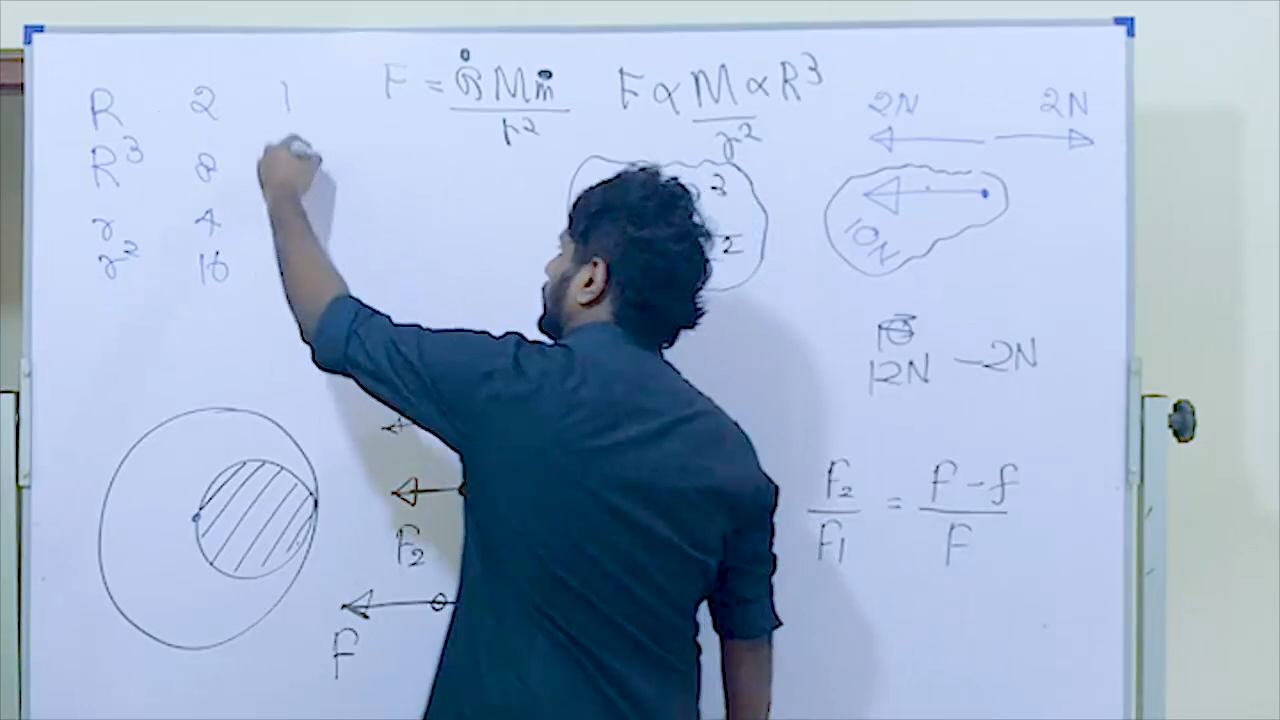 R 2 1
R³ 8
r 4
r² 16
F = G M m
r²
F ∝ M ∝ R³
r²
3
2
2N 2N
10N
12N - 2N
F₂ = F - f
F₁ F
F₂
F